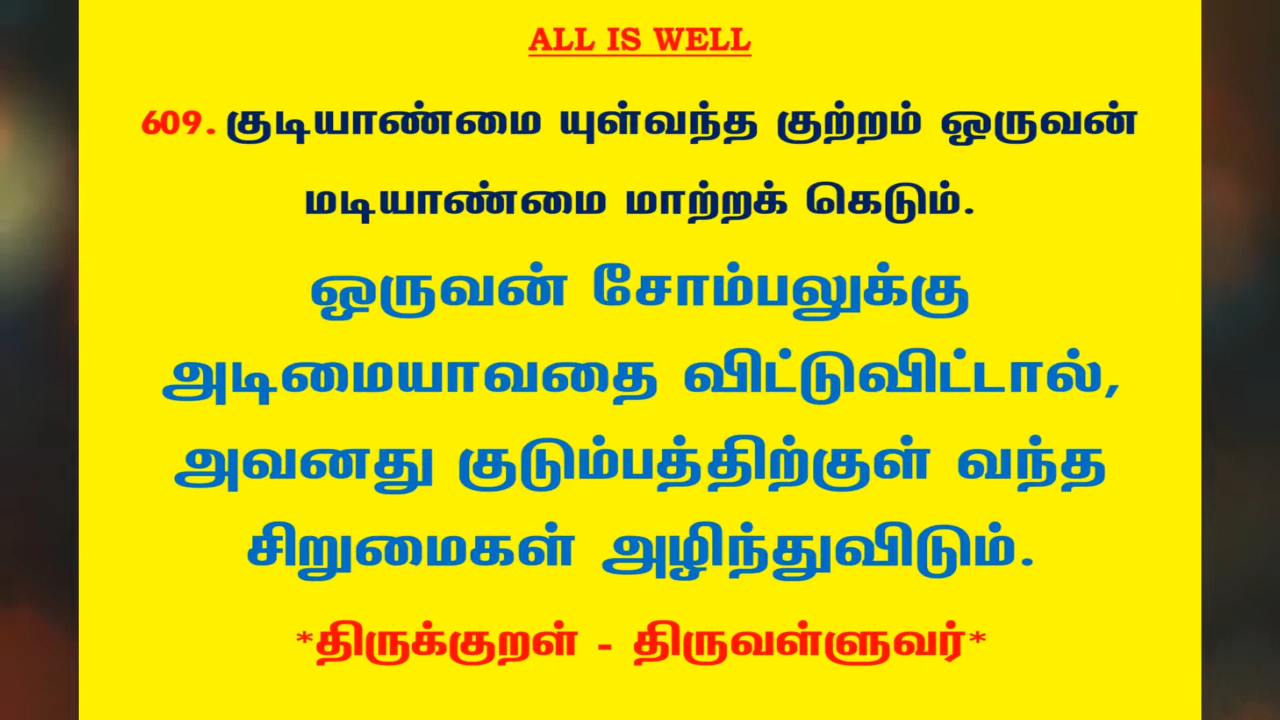 ALL IS WELL
609. குடியாண்மை யுள்வந்த குற்றம் ஒருவன்
மடியாண்மை மாற்றக் கெடும்.
ஒருவன் சோம்பலுக்கு
அடிமையாவதை விட்டுவிட்டால்,
அவனது குடும்பத்திற்குள் வந்த
சிறுமைகள் அழிந்துவிடும்.
*திருக்குறள் - திருவள்ளுவர்*